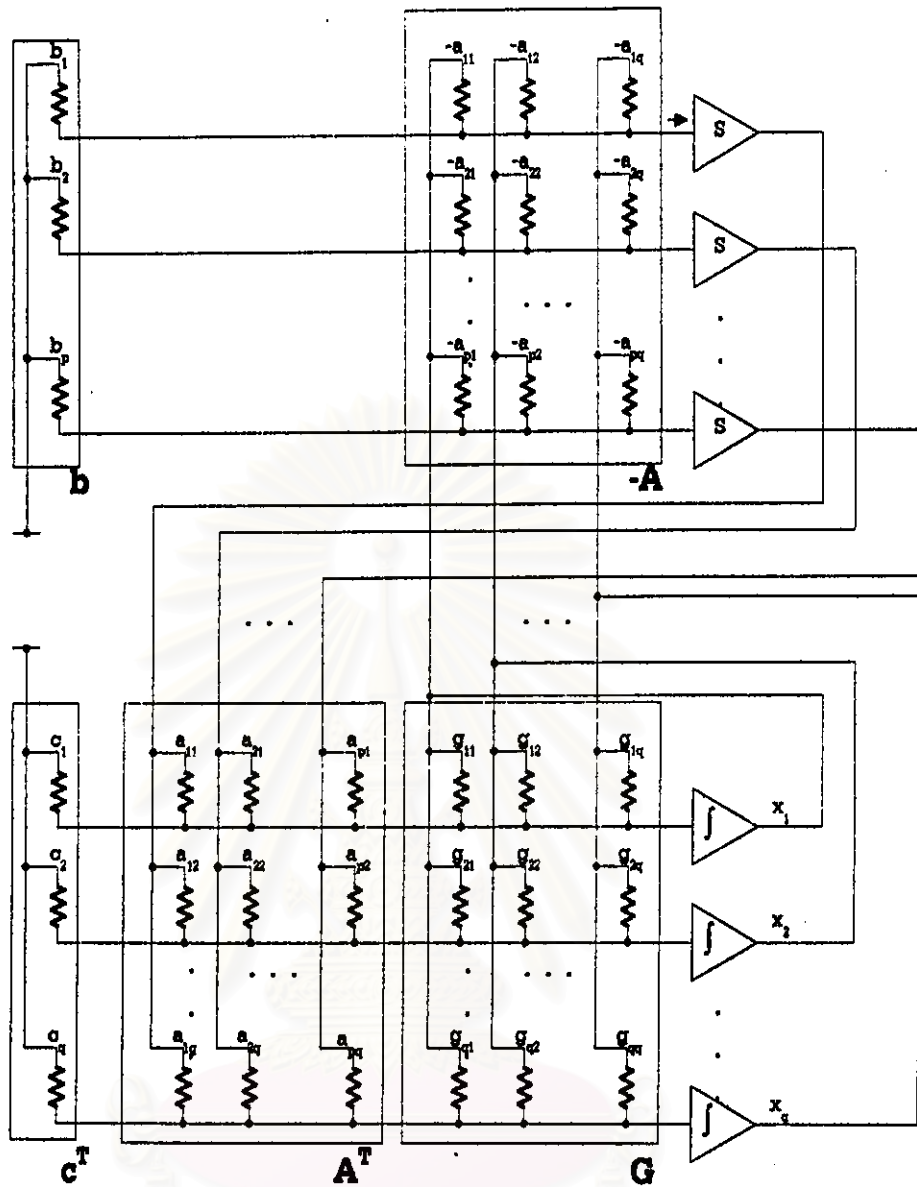 b1 -a11 -a12 -a1q
S
b2 -a21 -a22 -a2q
S
bp -ap1 -ap2 -apq
S
b -A
c1 a11 a21 ap1 g11 g12 g1q
∫ x1
c2 a12 a22 ap2 g21 g22 g2q
∫ x2
cq a1q a2q apq gq1 gq2 gqq
∫ xq
cT AT G